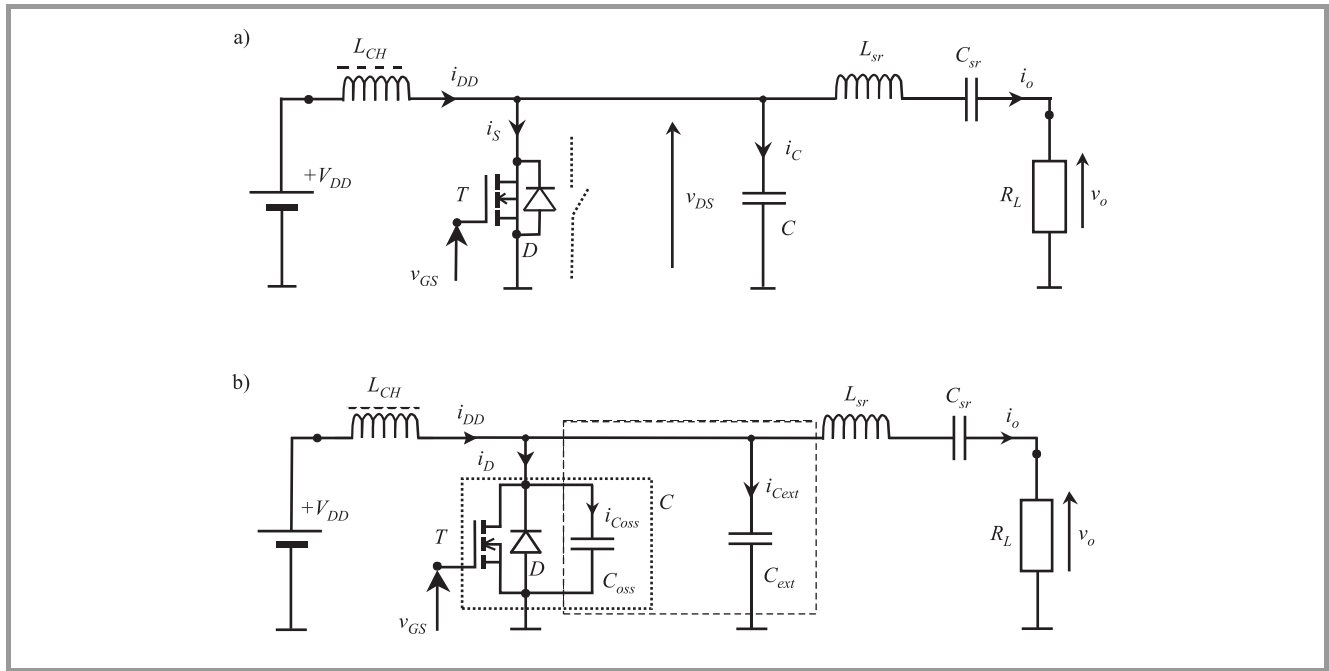 a)
L_CH
i_DD
L_sr
C_sr
i_o
i_S
i_C
+V_DD
T
v_DS
R_L
v_o
C
D
v_GS
b)
L_CH
i_DD
L_sr
C_sr
i_o
i_D
i_Cext
C
+V_DD
i_Coss
T
R_L
v_o
D
C_oss
C_ext
v_GS